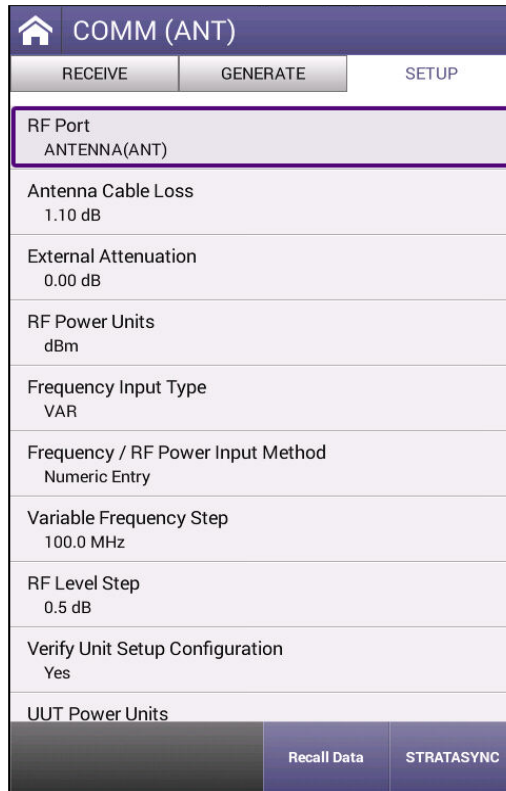 COMM (ANT)
RECEIVE GENERATE SETUP
RF Port
ANTENNA(ANT)
Antenna Cable Loss
1.10 dB
External Attenuation
0.00 dB
RF Power Units
dBm
Frequency Input Type
VAR
Frequency / RF Power Input Method
Numeric Entry
Variable Frequency Step
100.0 MHz
RF Level Step
0.5 dB
Verify Unit Setup Configuration
Yes
UUT Power Units
Recall Data STRATASYNC